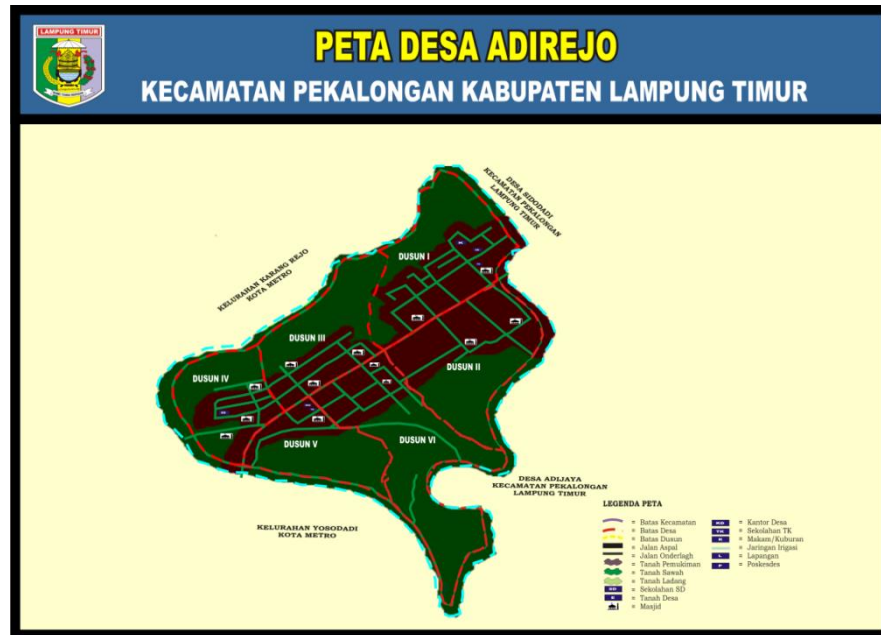 LAMPUNG TIMUR
PETA DESA ADIREJO
KECAMATAN PEKALONGAN KABUPATEN LAMPUNG TIMUR
DESA SIDODADI
KECAMATAN PEKALONGAN
LAMPUNG TIMUR
DUSUN I
KELURAHAN KARANG REJO
KOTA METRO
DUSUN III
DUSUN II
DUSUN IV
DUSUN V
DUSUN VI
DESA ADIJAYA
KECAMATAN PEKALONGAN
LAMPUNG TIMUR
KELURAHAN YOSODADI
KOTA METRO
LEGENDA PETA
= Batas Kecamatan
= Batas Desa
= Batas Dusun
= Jalan Aspal
= Jalan Onderlagh
= Tanah Pemukiman
= Tanah Sawah
= Tanah Ladang
SD = Sekolahan SD
= Tanah Desa
= Masjid
KD = Kantor Desa
TK = Sekolahan TK
= Makam/Kuburan
= Jaringan Irigasi
L = Lapangan
P = Poskesdes